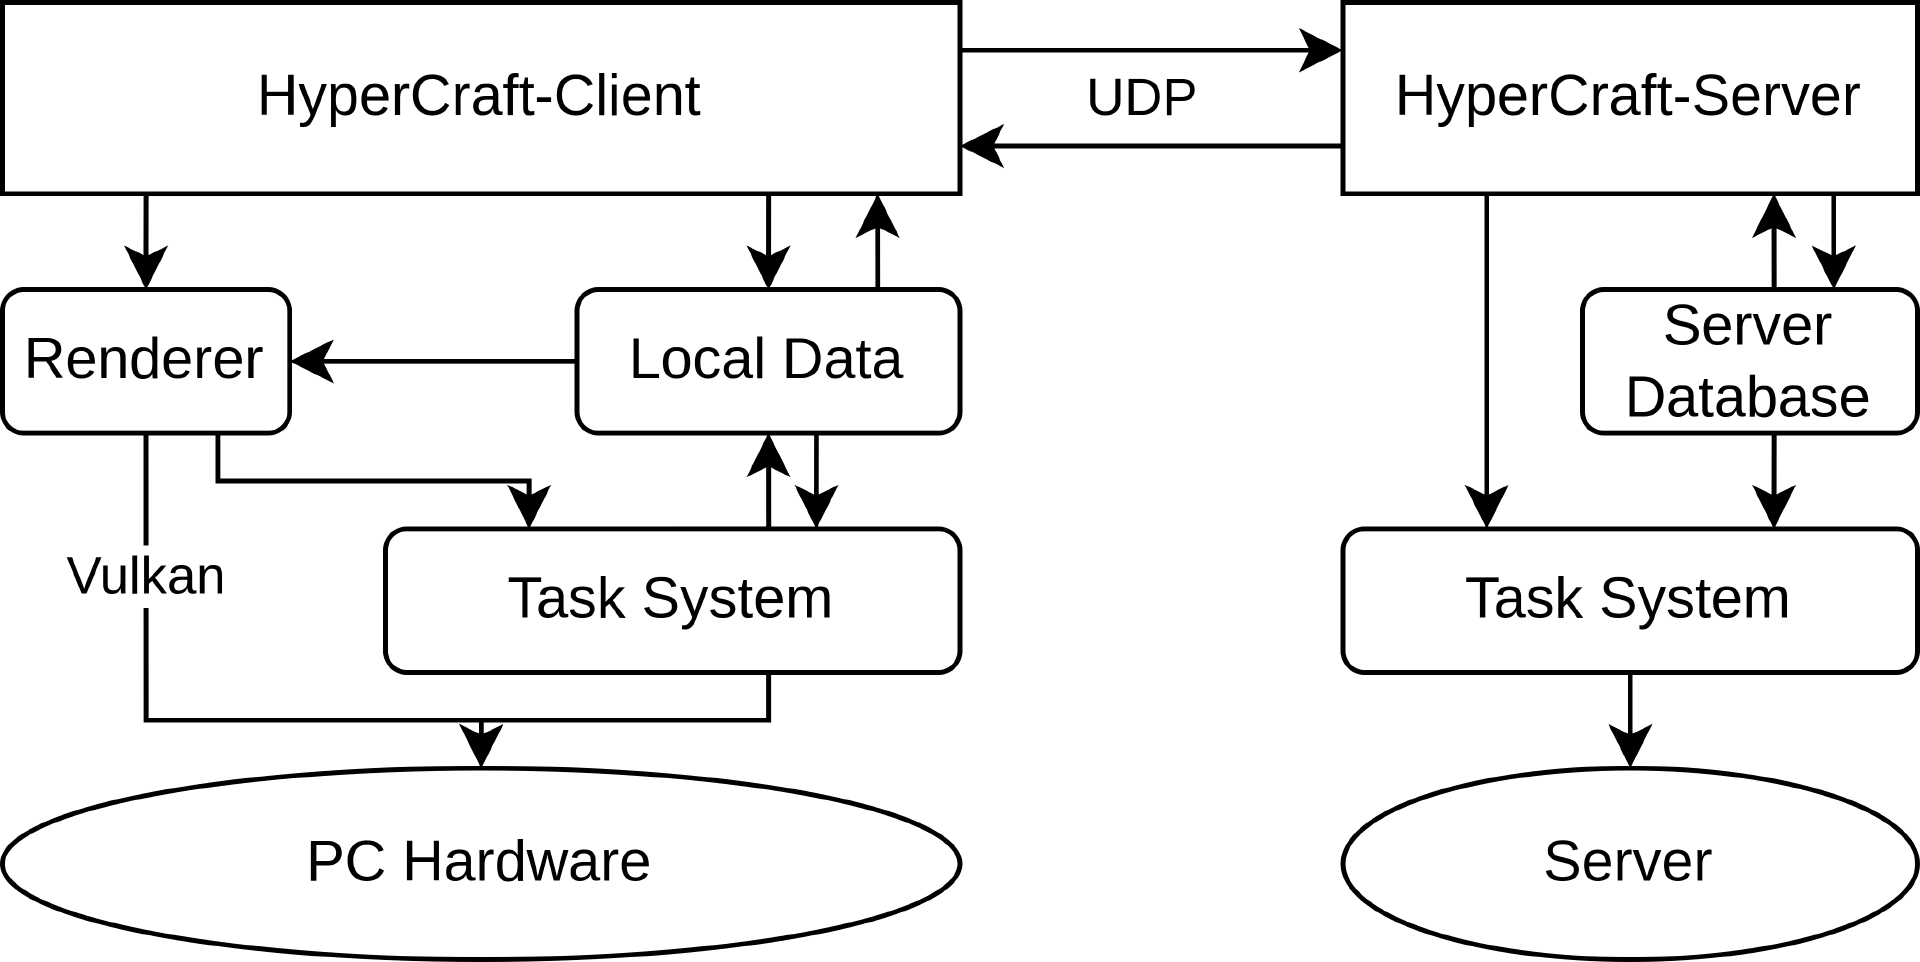 HyperCraft-Client
UDP
HyperCraft-Server
Renderer
Local Data
Server
Database
Vulkan
Task System
Task System
PC Hardware
Server